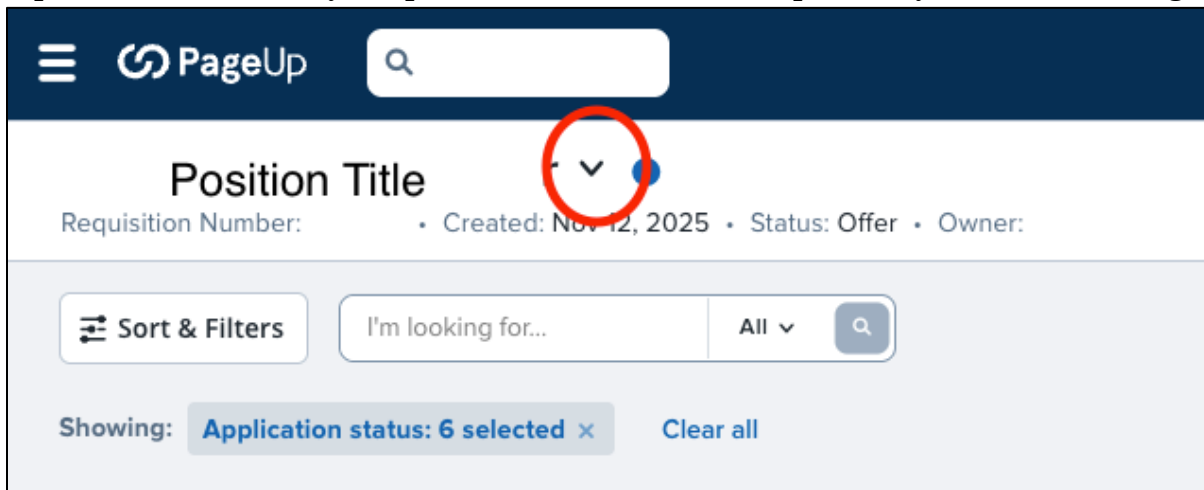 PageUp
Position Title
Requisition Number: • Created: Nov 12, 2025 • Status: Offer • Owner:
Sort & Filters
I'm looking for... All
Showing: Application status: 6 selected × Clear all